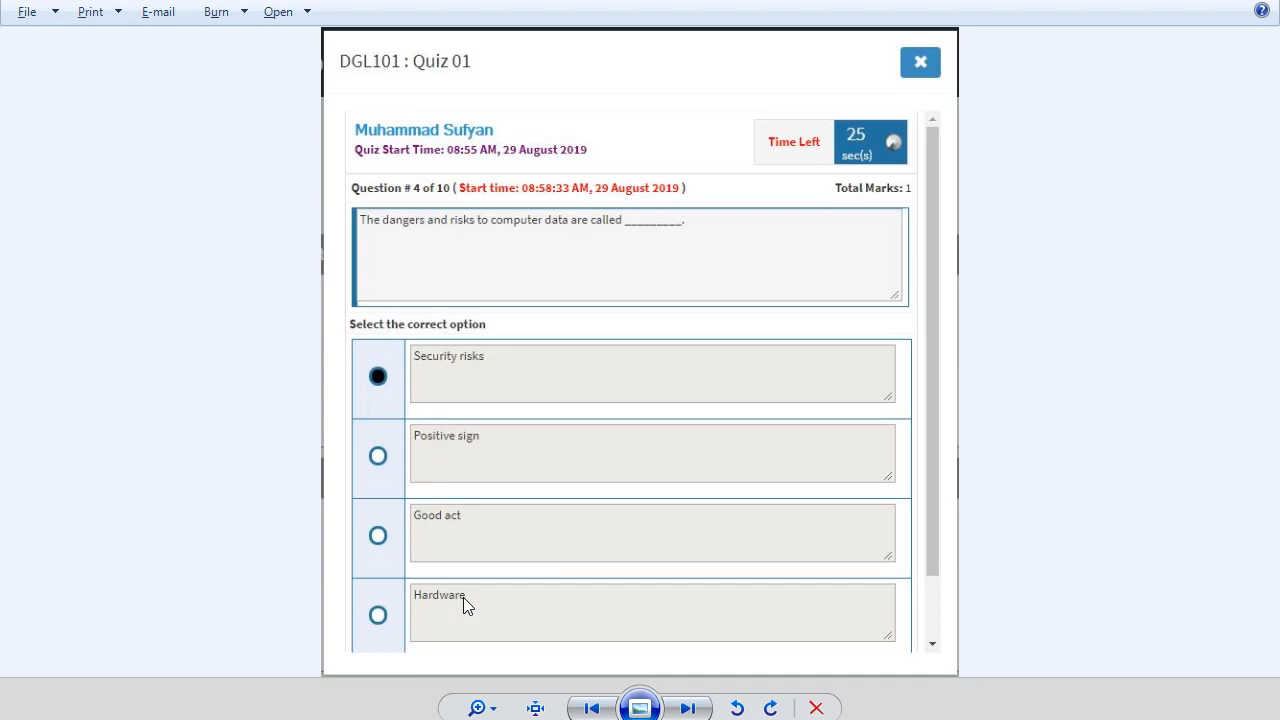 File Print E-mail Burn Open
DGL101 : Quiz 01
Muhammad Sufyan
Quiz Start Time: 08:55 AM, 29 August 2019
Time Left 25 sec(s)
Question # 4 of 10 ( Start time: 08:58:33 AM, 29 August 2019 ) Total Marks: 1
The dangers and risks to computer data are called _________.
Select the correct option
Security risks
Positive sign
Good act
Hardware